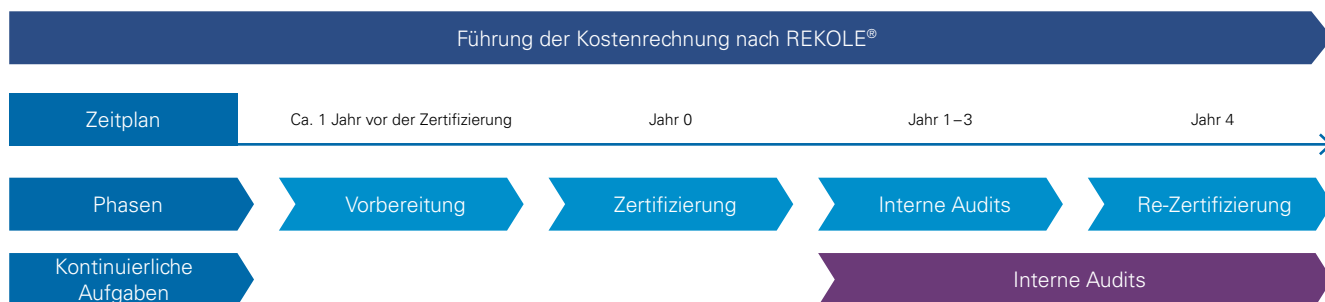 Führung der Kostenrechnung nach REKOLE®
Zeitplan
Ca. 1 Jahr vor der Zertifizierung
Jahr 0
Jahr 1–3
Jahr 4
Phasen
Vorbereitung
Zertifizierung
Interne Audits
Re-Zertifizierung
Kontinuierliche
Aufgaben
Interne Audits